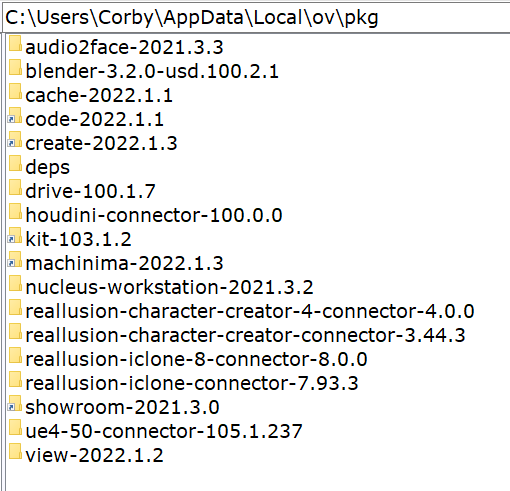 C:\Users\Corby\AppData\Local\ov\pkg
audio2face-2021.3.3
blender-3.2.0-usd.100.2.1
cache-2022.1.1
code-2022.1.1
create-2022.1.3
deps
drive-100.1.7
houdini-connector-100.0.0
kit-103.1.2
machinima-2022.1.3
nucleus-workstation-2021.3.2
reallusion-character-creator-4-connector-4.0.0
reallusion-character-creator-connector-3.44.3
reallusion-iclone-8-connector-8.0.0
reallusion-iclone-connector-7.93.3
showroom-2021.3.0
ue4-50-connector-105.1.237
view-2022.1.2